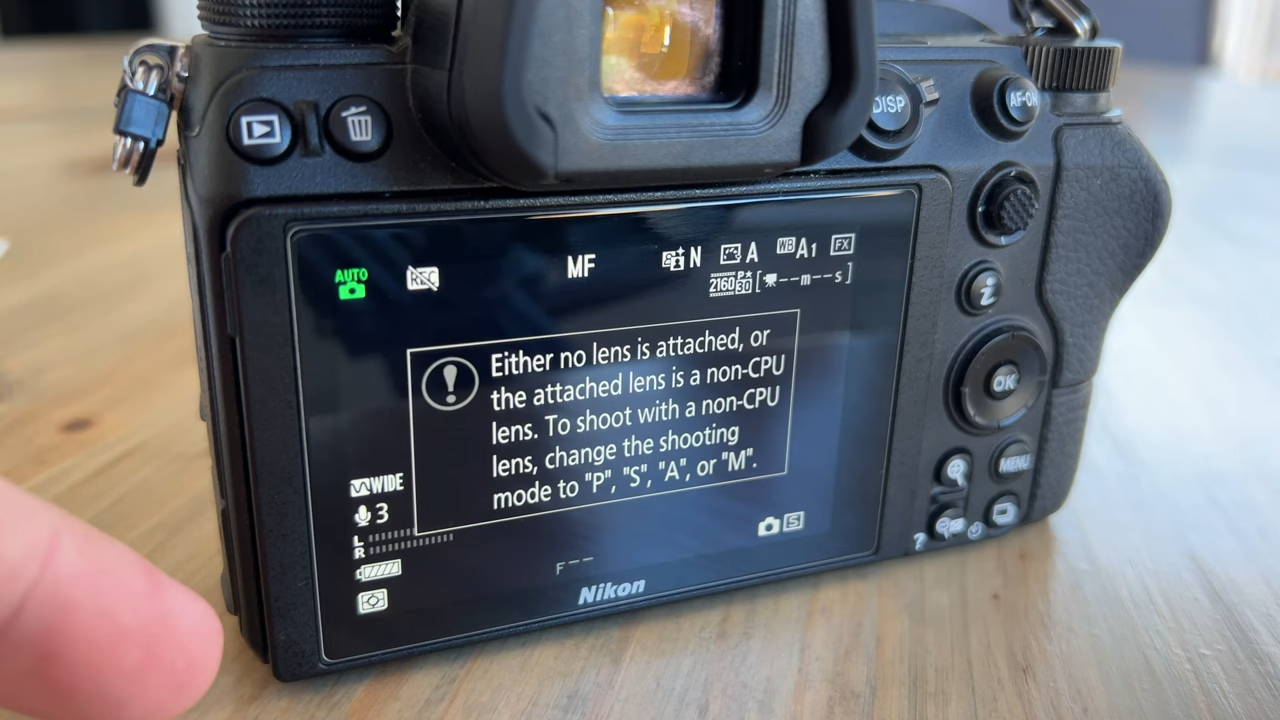 DISP
AF-ON
AUTO
REC
MF
N
A
WB A1
FX
2160 30 [ --m--s ]
Either no lens is attached, or
the attached lens is a non-CPU
lens. To shoot with a non-CPU
lens, change the shooting
mode to "P", "S", "A", or "M".
i
OK
WIDE
3
L
R
S
MENU
?
F--
Nikon